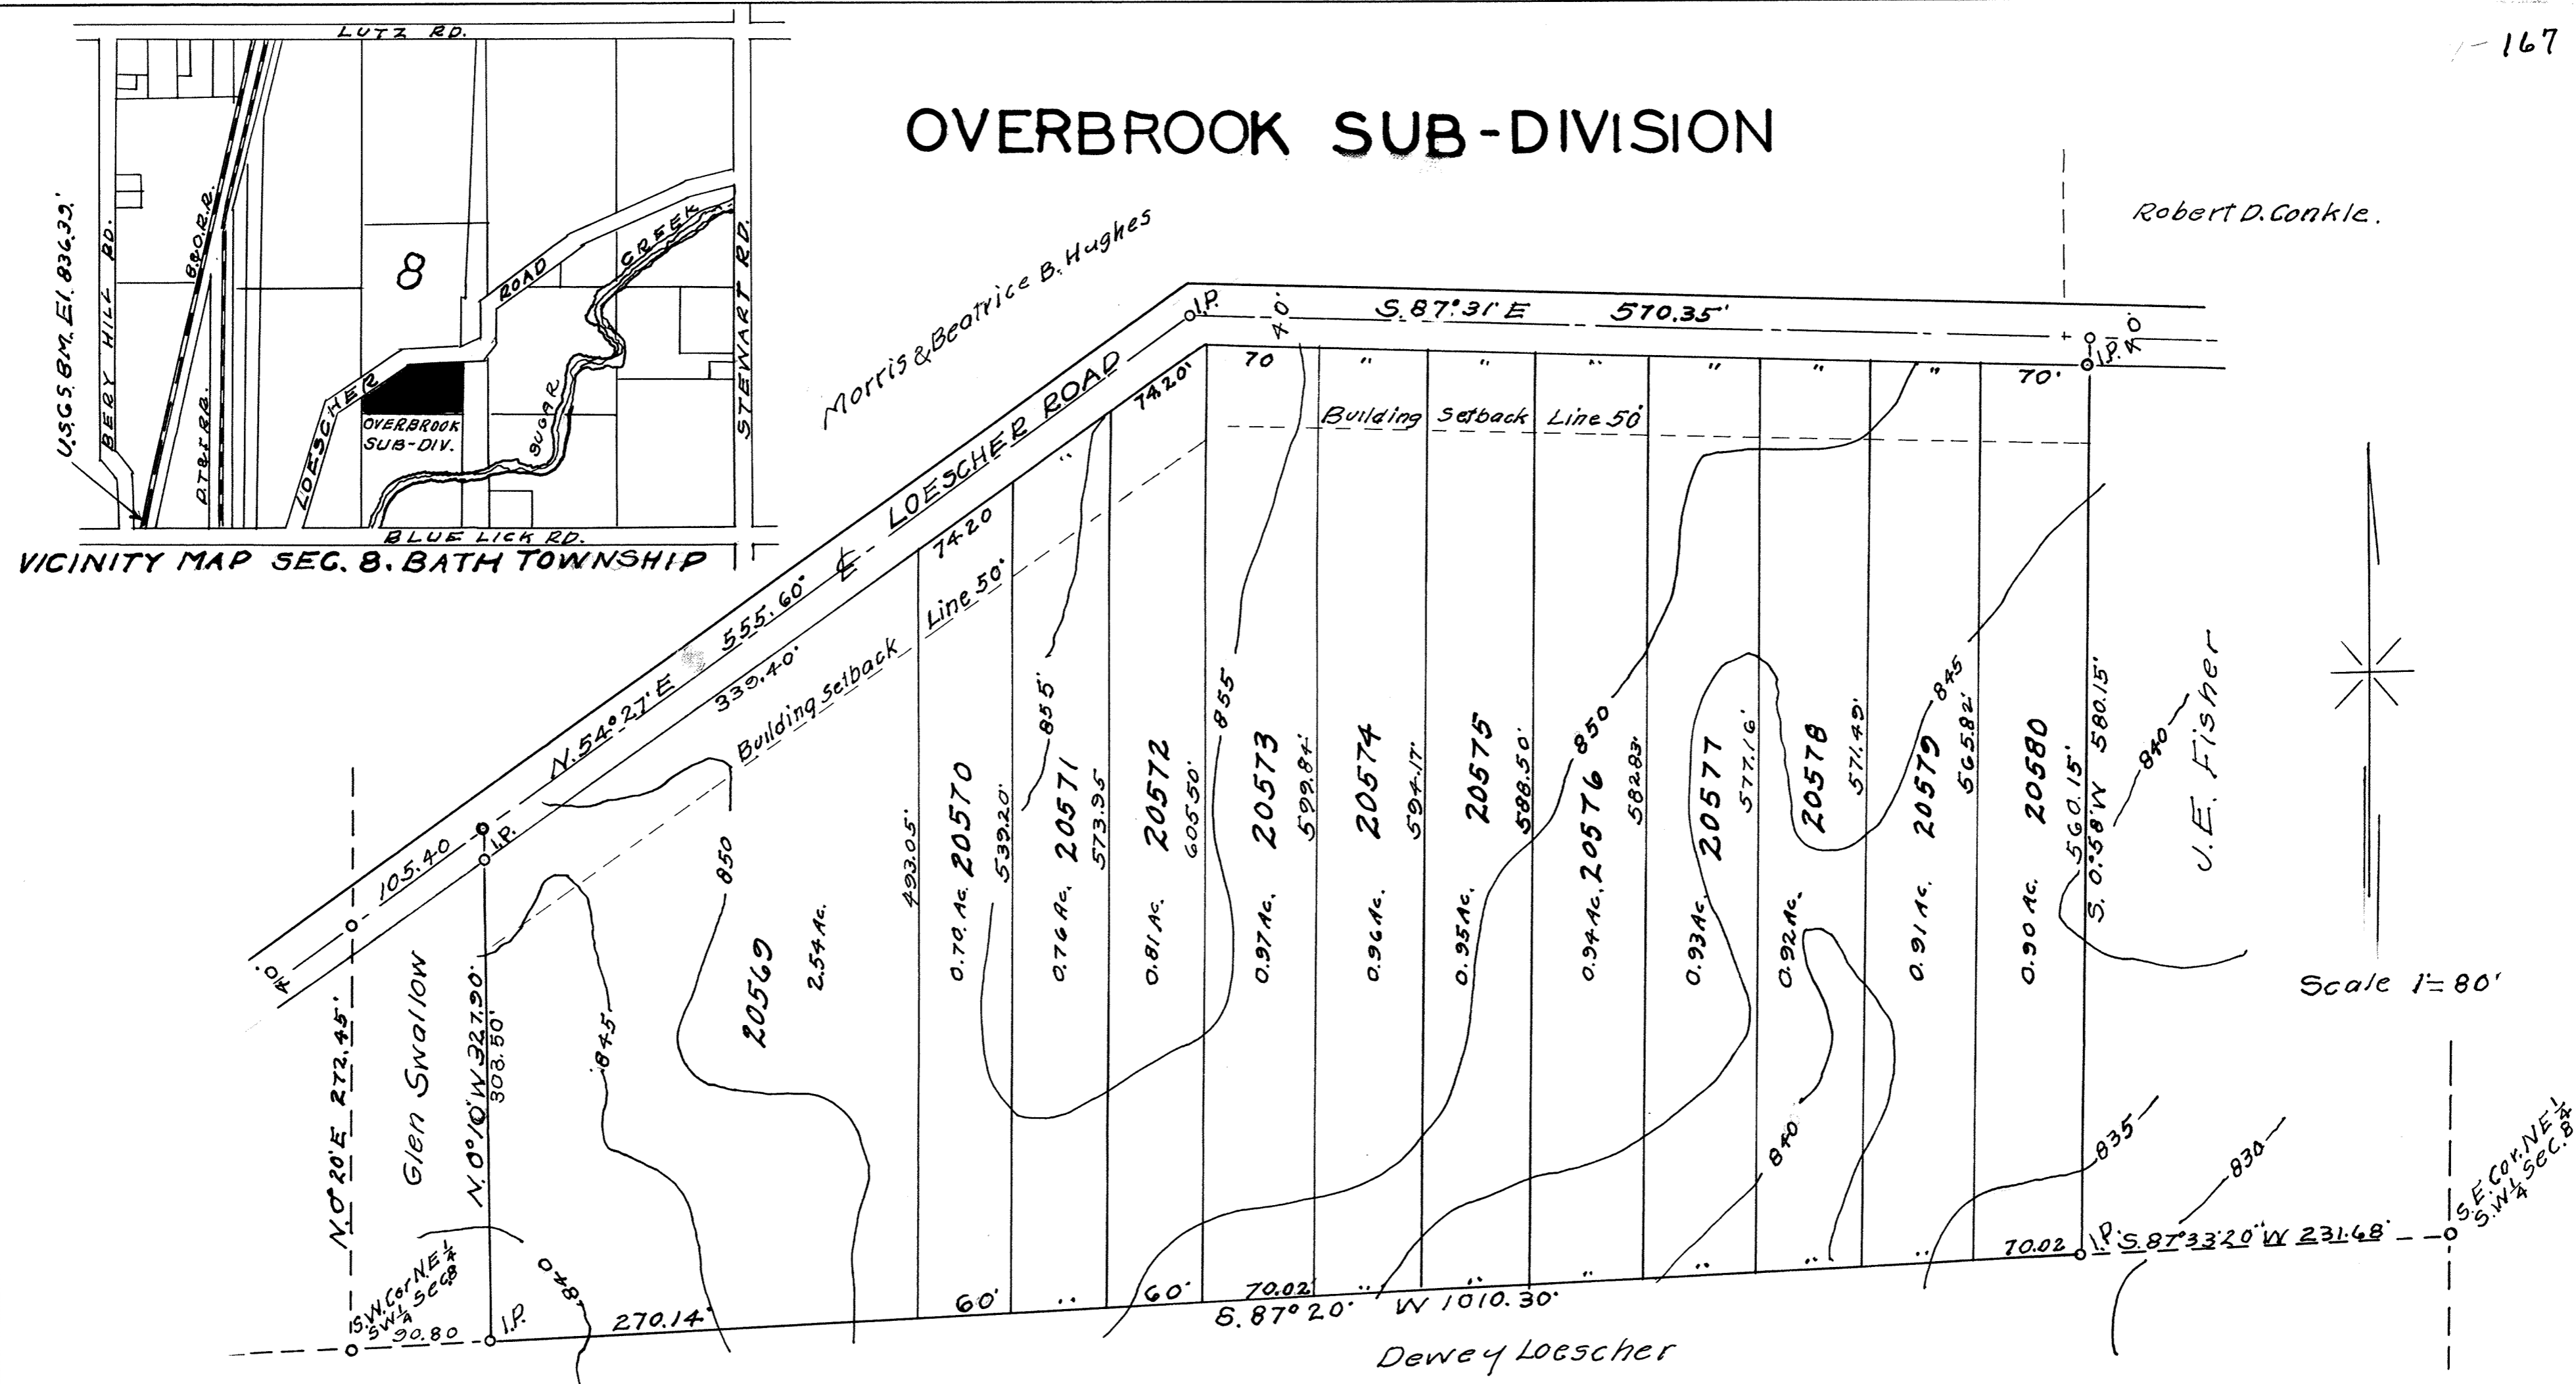 167
OVERBROOK SUB-DIVISION
LUTZ RD.
U.S.G.S. B.M. El. 836.39.'
BERY HILL BD.
B.&O.R.R.
D.T.& I. RR.
8
LOESCHER
ROAD
SUGAR
CREEK
STEWART RD.
OVERBROOK
SUB-DIV.
BLUE LICK RD.
VICINITY MAP SEC. 8. BATH TOWNSHIP
Morris & Beatrice B. Hughes
Robert D. Conkle.
I.P.
40'
S. 87° 31' E 570.35'
40'
I.P.
LOESCHER ROAD
74.20'
70 " " " " " " 70'
Building Setback Line 50'
"
74.20
℄
N. 54° 27' E 555.60'
339.40'
Building Setback Line 50'
105.40
I.P.
40'
N. 0° 20' E 272.45'
Glen Swallow
N. 0° 10' W 327.90'
303.50'
845
850
20569
2.54 Ac.
493.05'
0.70 Ac. 20570
539.20'
855'
0.76 Ac. 20571
573.95
0.81 Ac. 20572
605.50'
855
0.97 Ac. 20573
599.84'
0.96 Ac. 20574
594.17'
0.95 Ac. 20575
588.50'
850
0.94 Ac. 20576
582.83'
0.93 Ac. 20577
577.16'
0.92 Ac. 20578
571.49'
845
0.91 Ac. 20579
565.82'
0.90 Ac. 20580
560.15'
S. 0° 58' W 580.15'
840
J. E. Fisher
Scale 1"=80'
840
835
830
S.E. Cor. N E ¼
S. W ¼ Sec. 8
S.W. Cor N.E ¼
S W ¼ Sec 8
90.80
I.P.
840
270.14'
60' " 60' 70.02' " " " " " " 70.02
I.P. S. 87° 33' 20" W 231.68'
S. 87° 20' W 1010.30'
Dewey Loescher